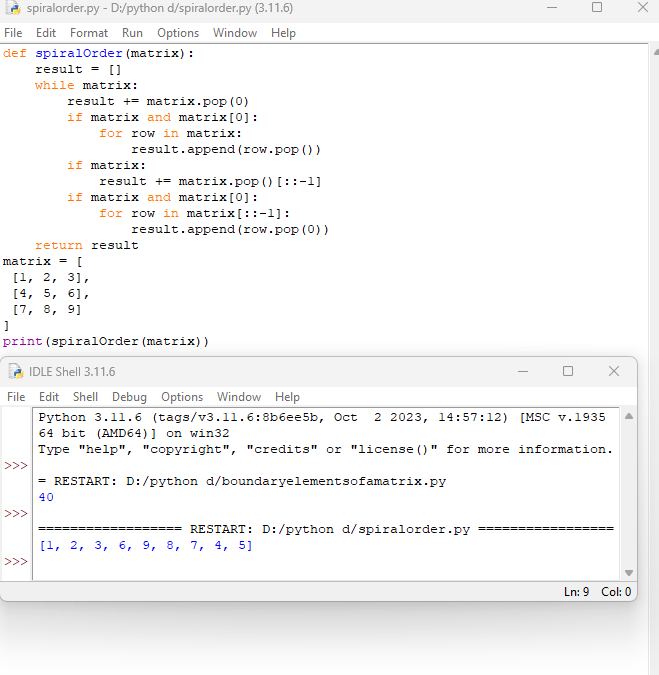 spiralorder.py - D:/python d/spiralorder.py (3.11.6)
File Edit Format Run Options Window Help
def spiralOrder(matrix):
    result = []
    while matrix:
        result += matrix.pop(0)
        if matrix and matrix[0]:
            for row in matrix:
                result.append(row.pop())
        if matrix:
            result += matrix.pop()[::-1]
        if matrix and matrix[0]:
            for row in matrix[::-1]:
                result.append(row.pop(0))
    return result
matrix = [
 [1, 2, 3],
 [4, 5, 6],
 [7, 8, 9]
]
print(spiralOrder(matrix))
IDLE Shell 3.11.6
File Edit Shell Debug Options Window Help
Python 3.11.6 (tags/v3.11.6:8b6ee5b, Oct  2 2023, 14:57:12) [MSC v.1935
64 bit (AMD64)] on win32
Type "help", "copyright", "credits" or "license()" for more information.
>>>
= RESTART: D:/python d/boundaryelementsofamatrix.py
40
>>>
================== RESTART: D:/python d/spiralorder.py =================
[1, 2, 3, 6, 9, 8, 7, 4, 5]
>>>
Ln: 9 Col: 0